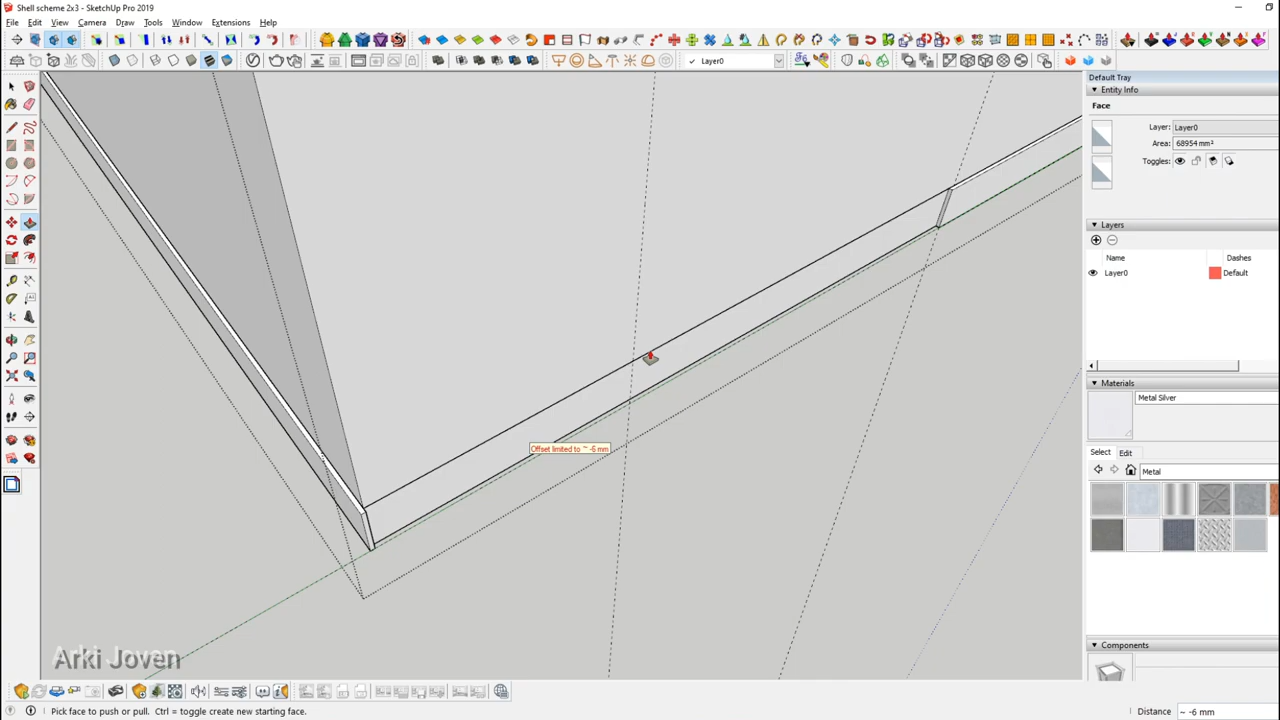 Shell scheme 2x3 - SketchUp Pro 2019
File Edit View Camera Draw Tools Window Extensions Help
Layer0
Default Tray
Entity Info
Face
Layer: Layer0
Area: 68954 mm²
Toggles:
Layers
Name Dashes
Layer0 Default
Materials
Metal Silver
Select Edit
Metal
Components
Offset limited to ~ -6 mm
Arki Joven
Pick face to push or pull. Ctrl = toggle create new starting face.
Distance ~ -6 mm